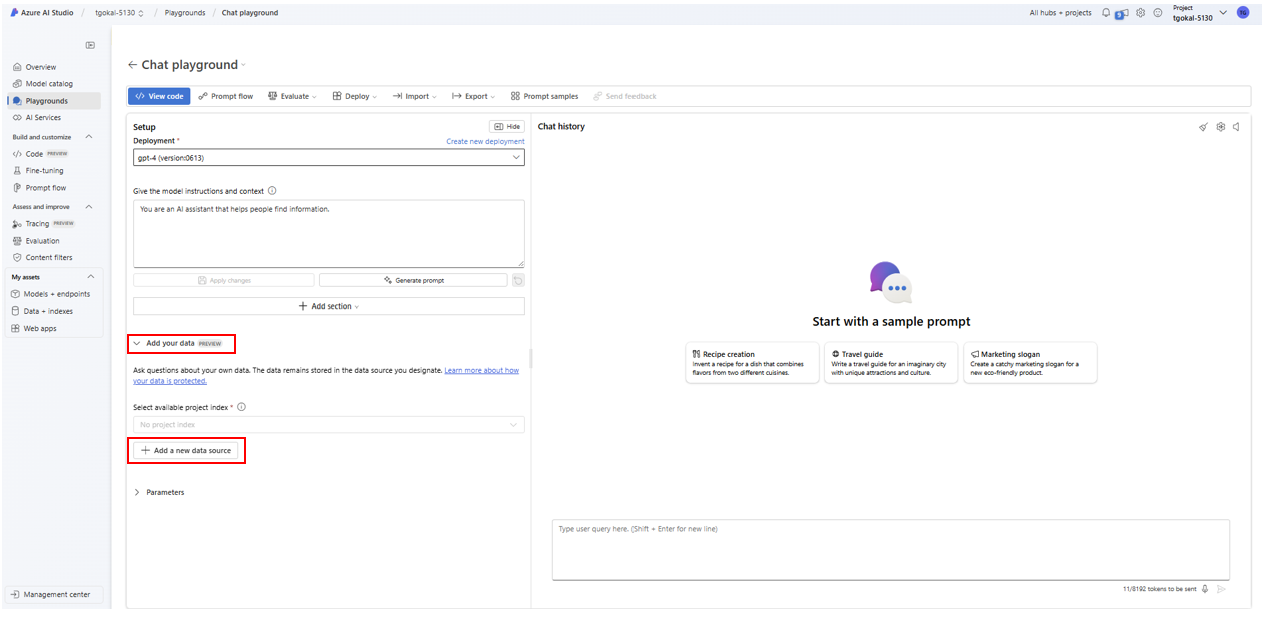 Azure AI Studio / tgokal-5130 / Playgrounds / Chat playground
All hubs + projects
Project
tgokal-5130
TG
Overview
Model catalog
Playgrounds
AI Services
Build and customize
Code PREVIEW
Fine-tuning
Prompt flow
Assess and improve
Tracing PREVIEW
Evaluation
Content filters
My assets
Models + endpoints
Data + indexes
Web apps
Management center
Chat playground
View code Prompt flow Evaluate Deploy Import Export Prompt samples Send feedback
Setup Hide
Deployment * Create new deployment
gpt-4 (version:0613)
Give the model instructions and context
You are an AI assistant that helps people find information.
Apply changes Generate prompt
Add section
Add your data PREVIEW
Ask questions about your own data. The data remains stored in the data source you designate. Learn more about how
your data is protected.
Select available project index *
No project index
Add a new data source
Parameters
Chat history
Start with a sample prompt
Recipe creation
Invent a recipe for a dish that combines
flavors from two different cuisines.
Travel guide
Write a travel guide for an imaginary city
with unique attractions and culture.
Marketing slogan
Create a catchy marketing slogan for a
new eco-friendly product.
Type user query here. (Shift + Enter for new line)
11/8192 tokens to be sent